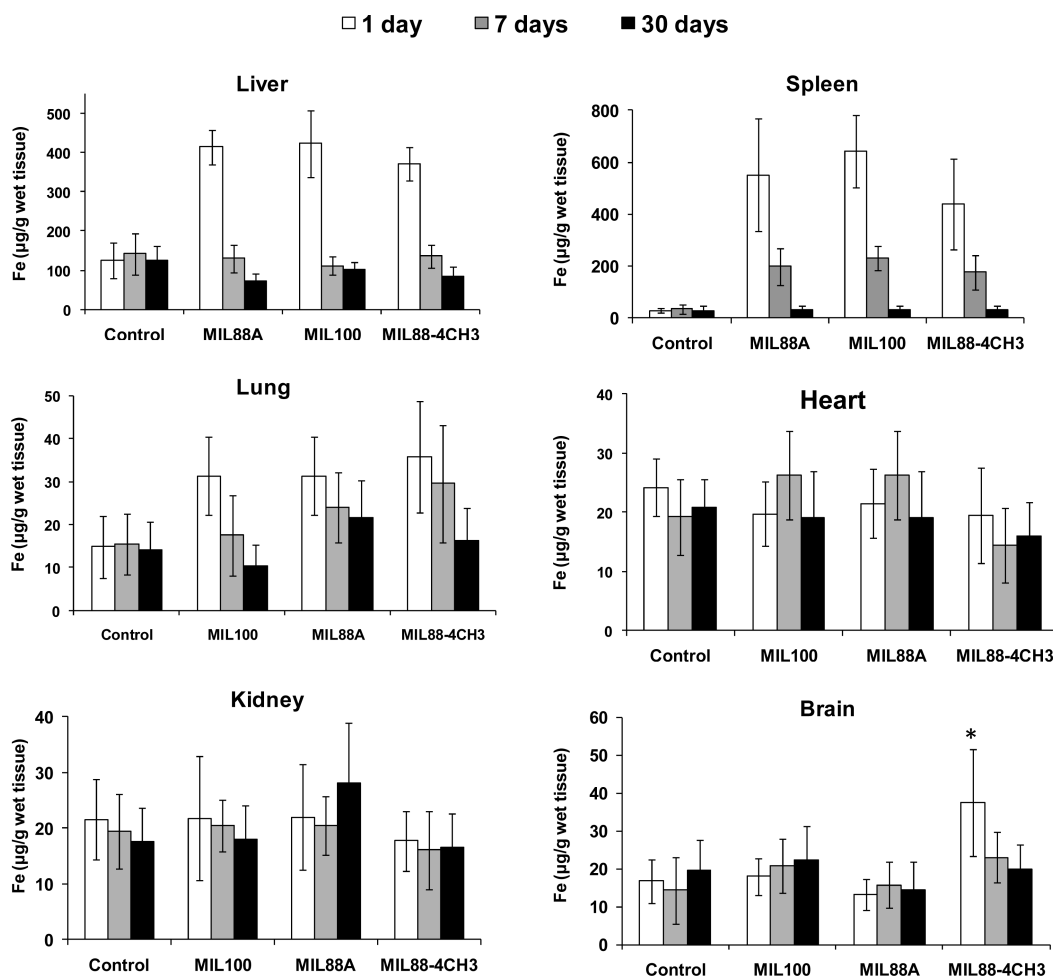 1 day 7 days 30 days
Liver
Fe (µg/g wet tissue)
500
400
300
200
100
0
Control MIL88A MIL100 MIL88-4CH3
Spleen
Fe (µg/g wet tissue)
800
600
400
200
0
Control MIL88A MIL100 MIL88-4CH3
Lung
Fe (µg/g wet tissue)
50
40
30
20
10
0
Control MIL100 MIL88A MIL88-4CH3
Heart
Fe (µg/g wet tissue)
40
30
20
10
0
Control MIL100 MIL88A MIL88-4CH3
Kidney
Fe (µg/g wet tissue)
40
30
20
10
0
Control MIL100 MIL88A MIL88-4CH3
Brain
Fe (µg/g wet tissue)
60
50
40
30
20
10
0
*
Control MIL100 MIL88A MIL88-4CH3